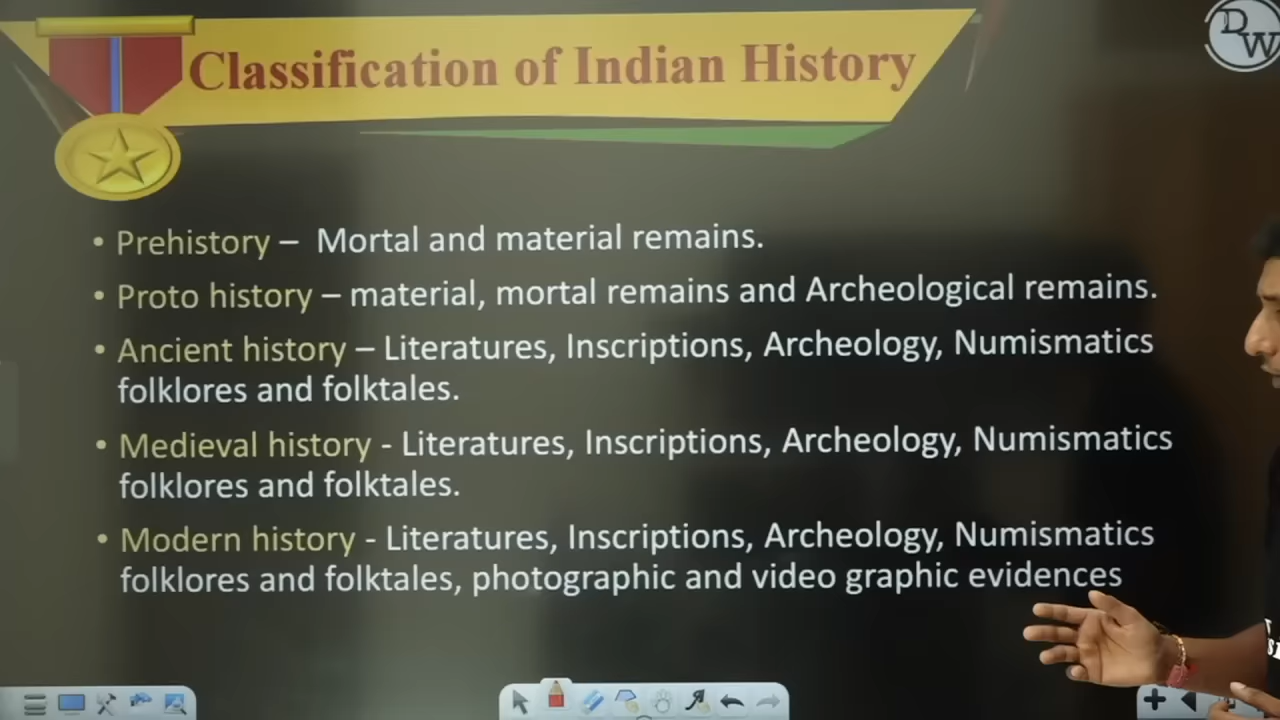 Classification of Indian History
PW
• Prehistory – Mortal and material remains.
• Proto history – material, mortal remains and Archeological remains.
• Ancient history – Literatures, Inscriptions, Archeology, Numismatics
folklores and folktales.
• Medieval history - Literatures, Inscriptions, Archeology, Numismatics
folklores and folktales.
• Modern history - Literatures, Inscriptions, Archeology, Numismatics
folklores and folktales, photographic and video graphic evidences